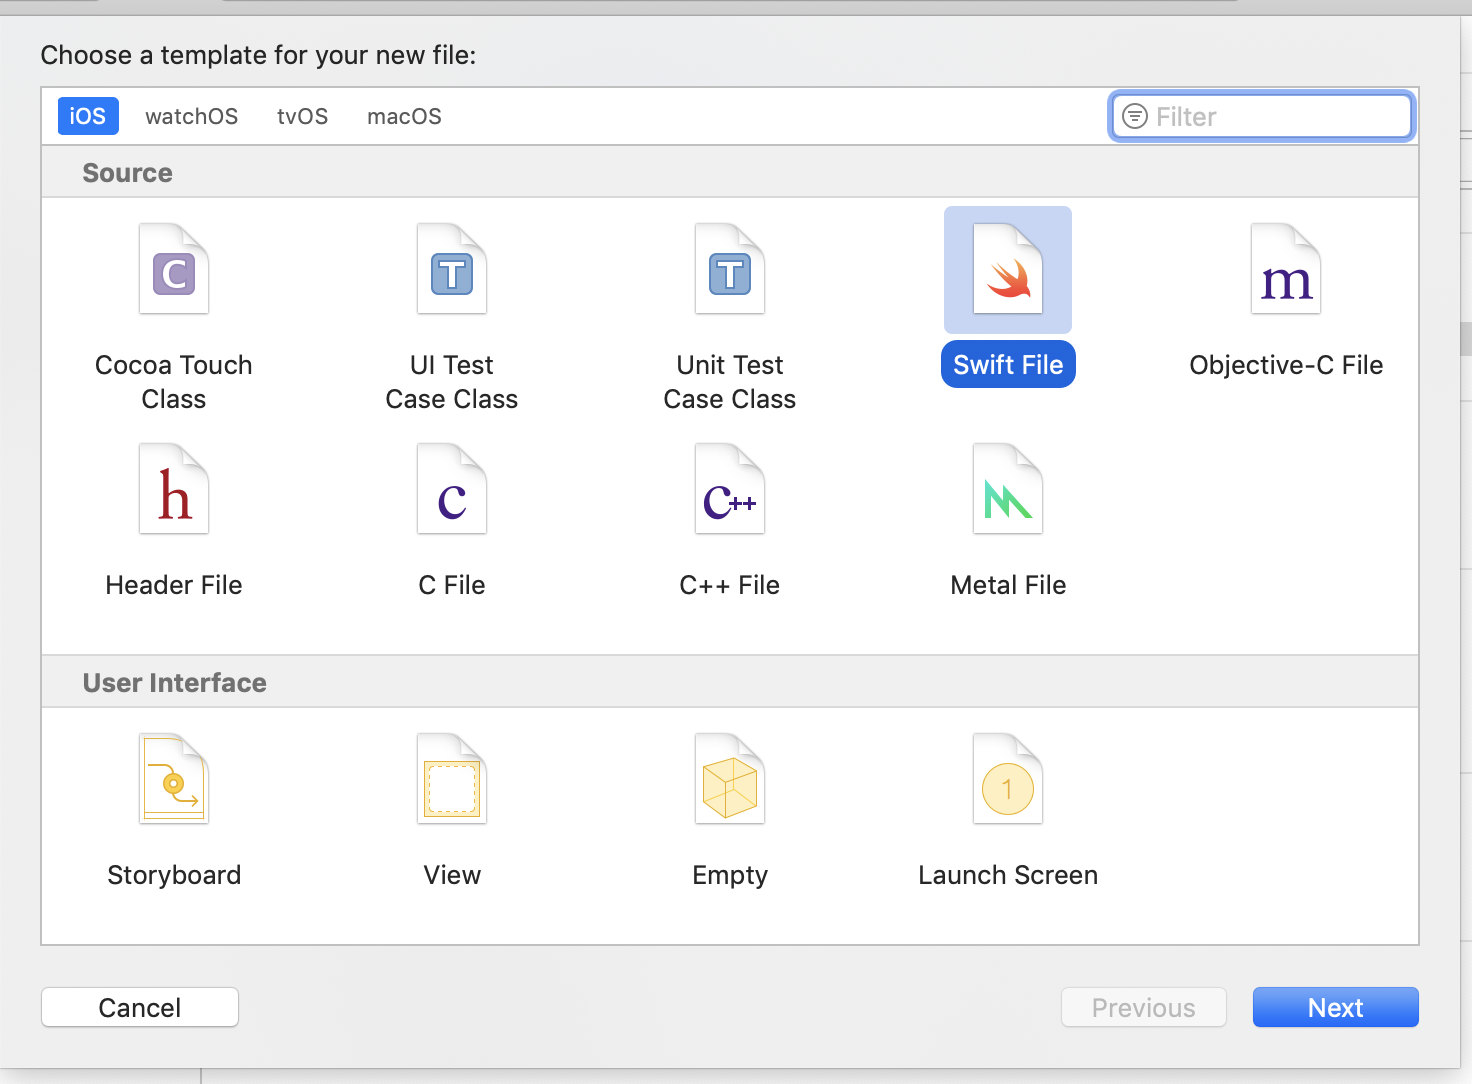 Choose a template for your new file:
iOS watchOS tvOS macOS Filter
Source
C T T m
Cocoa Touch Class
UI Test Case Class
Unit Test Case Class
Swift File
Objective-C File
h c C++
Header File
C File
C++ File
Metal File
User Interface
1
Storyboard
View
Empty
Launch Screen
Cancel Previous Next